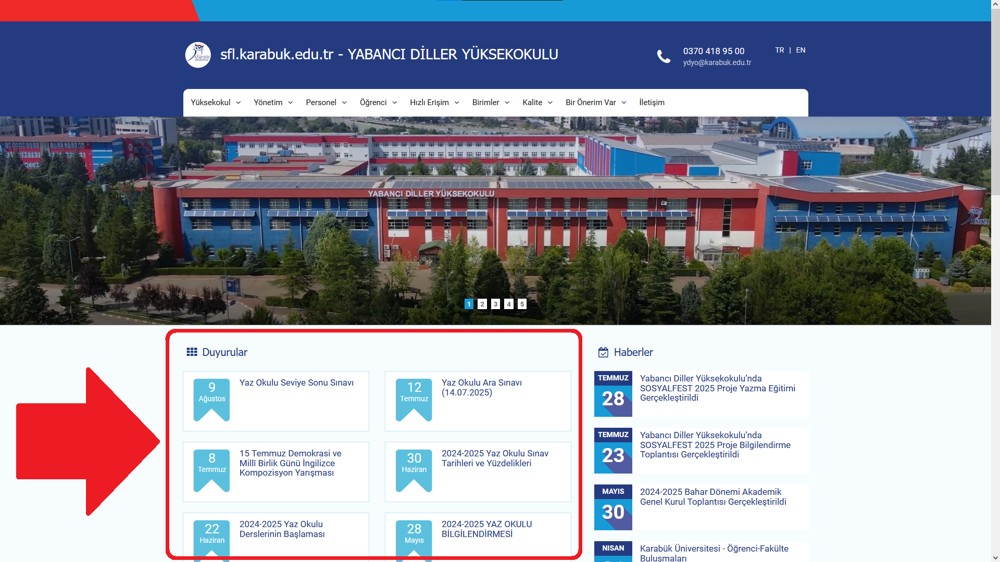 sfl.karabuk.edu.tr - YABANCI DİLLER YÜKSEKOKULU
0370 418 95 00
ydyo@karabuk.edu.tr
TR | EN
Yüksekokul
Yönetim
Personel
Öğrenci
Hızlı Erişim
Birimler
Kalite
Bir Önerim Var
İletişim
YABANCI DİLLER YÜKSEKOKULU
1 2 3 4 5
Duyurular
9
Ağustos
Yaz Okulu Seviye Sonu Sınavı
12
Temmuz
Yaz Okulu Ara Sınavı
(14.07.2025)
8
Temmuz
15 Temmuz Demokrasi ve
Millî Birlik Günü İngilizce
Kompozisyon Yarışması
30
Haziran
2024-2025 Yaz Okulu Sınav
Tarihleri ve Yüzdelikleri
22
Haziran
2024-2025 Yaz Okulu
Derslerinin Başlaması
28
Mayıs
2024-2025 YAZ OKULU
BİLGİLENDİRMESİ
Haberler
TEMMUZ
28
Yabancı Diller Yüksekokulu’nda
SOSYALFEST 2025 Proje Yazma Eğitimi
Gerçekleştirildi
TEMMUZ
23
Yabancı Diller Yüksekokulu’nda
SOSYALFEST 2025 Proje Bilgilendirme
Toplantısı Gerçekleştirildi
MAYIS
30
2024-2025 Bahar Dönemi Akademik
Genel Kurul Toplantısı Gerçekleştirildi
NISAN
Karabük Üniversitesi - Öğrenci-Fakülte
Buluşmaları